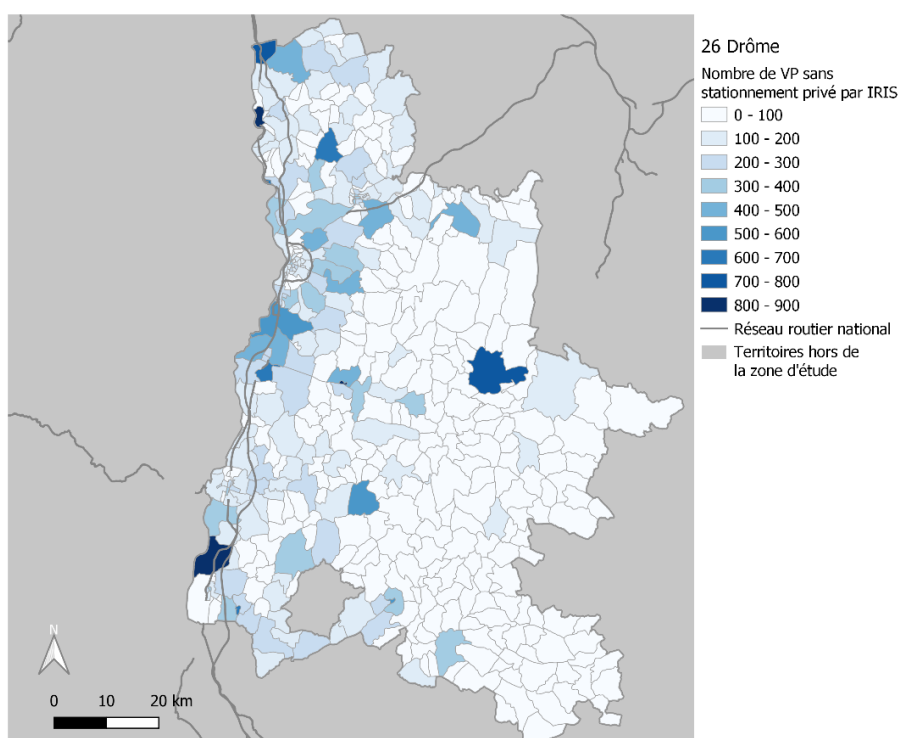 26 Drôme
Nombre de VP sans
stationnement privé par IRIS
0 - 100
100 - 200
200 - 300
300 - 400
400 - 500
500 - 600
600 - 700
700 - 800
800 - 900
Réseau routier national
Territoires hors de
la zone d'étude
N
0 10 20 km